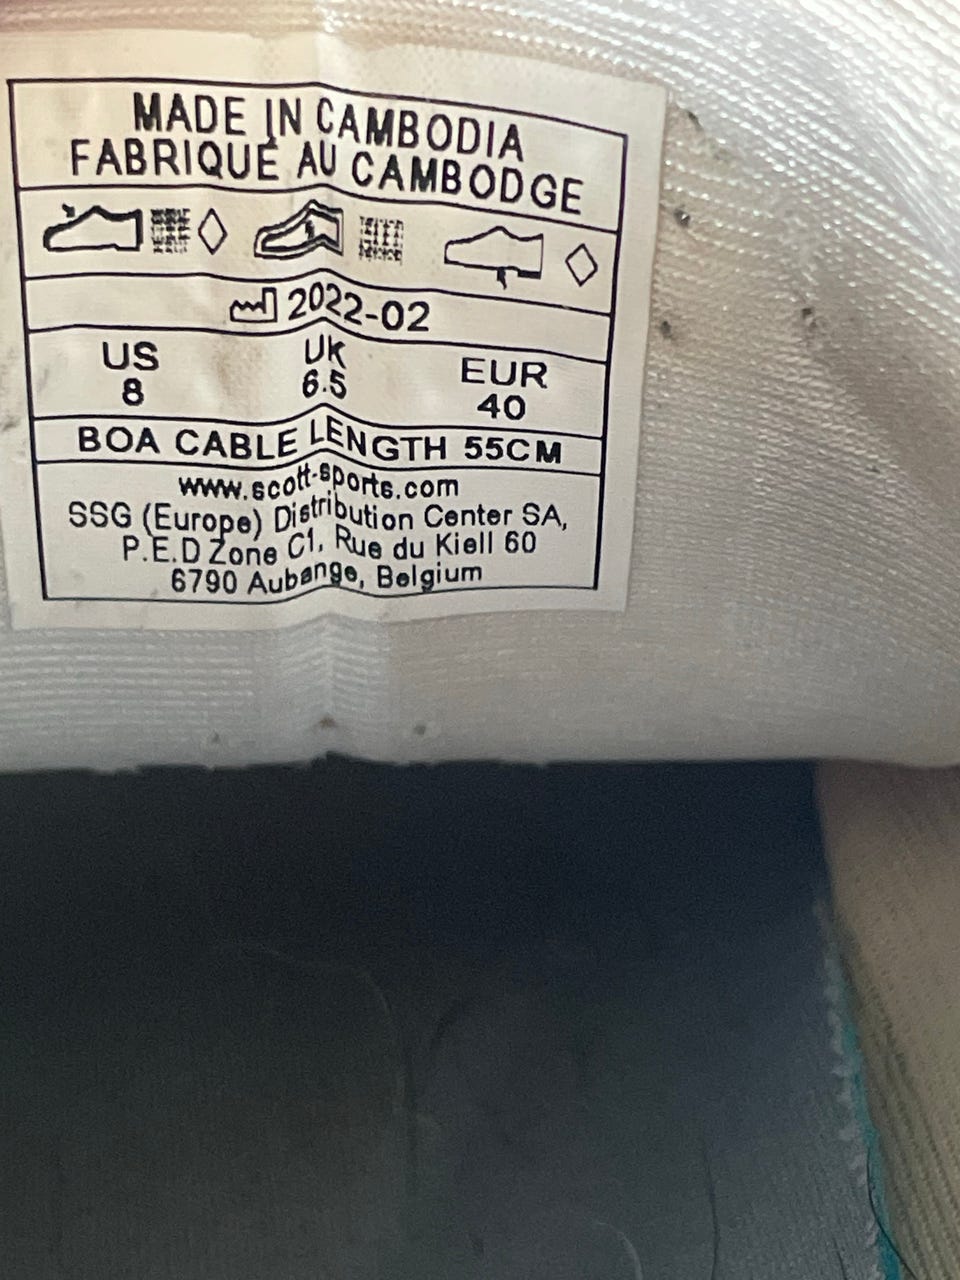 MADE IN CAMBODIA
FABRIQUÉ AU CAMBODGE
2022-02
US UK EUR
8 6.5 40
BOA CABLE LENGTH 55CM
www.scott-sports.com
SSG (Europe) Distribution Center SA,
P.E.D Zone C1, Rue du Kiell 60
6790 Aubange, Belgium